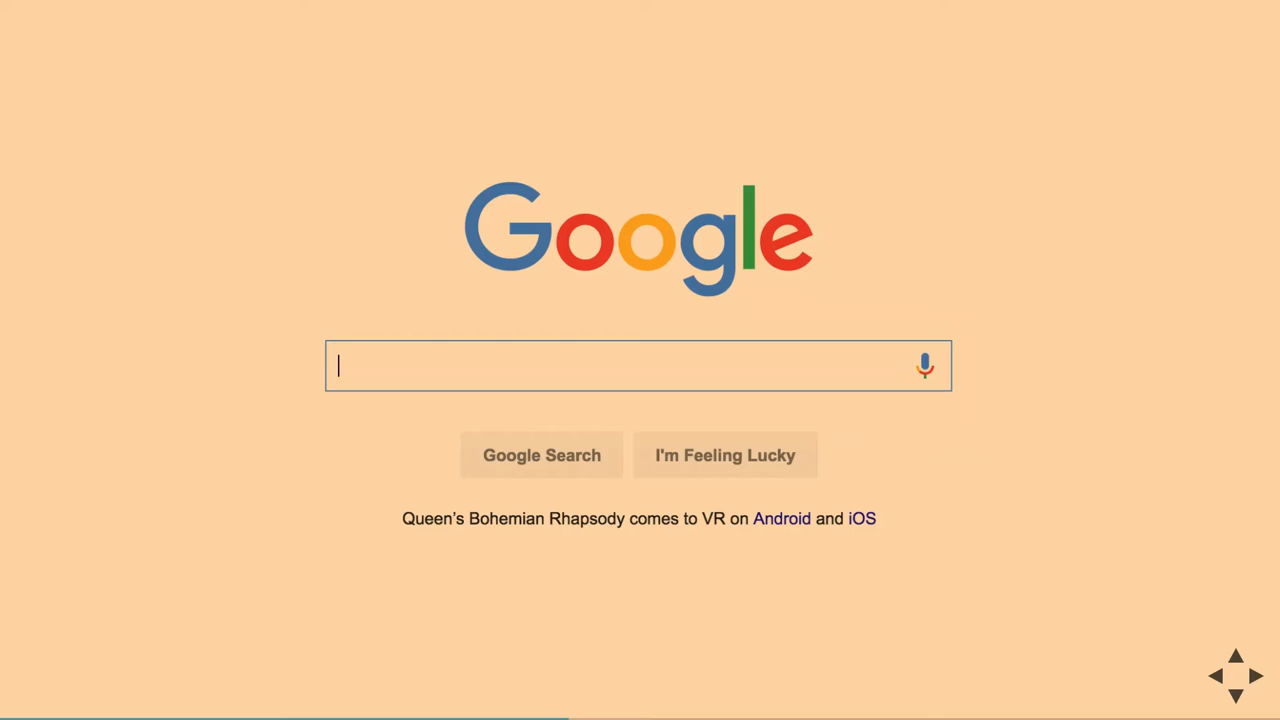 Google
Google Search
I'm Feeling Lucky
Queen’s Bohemian Rhapsody comes to VR on Android and iOS